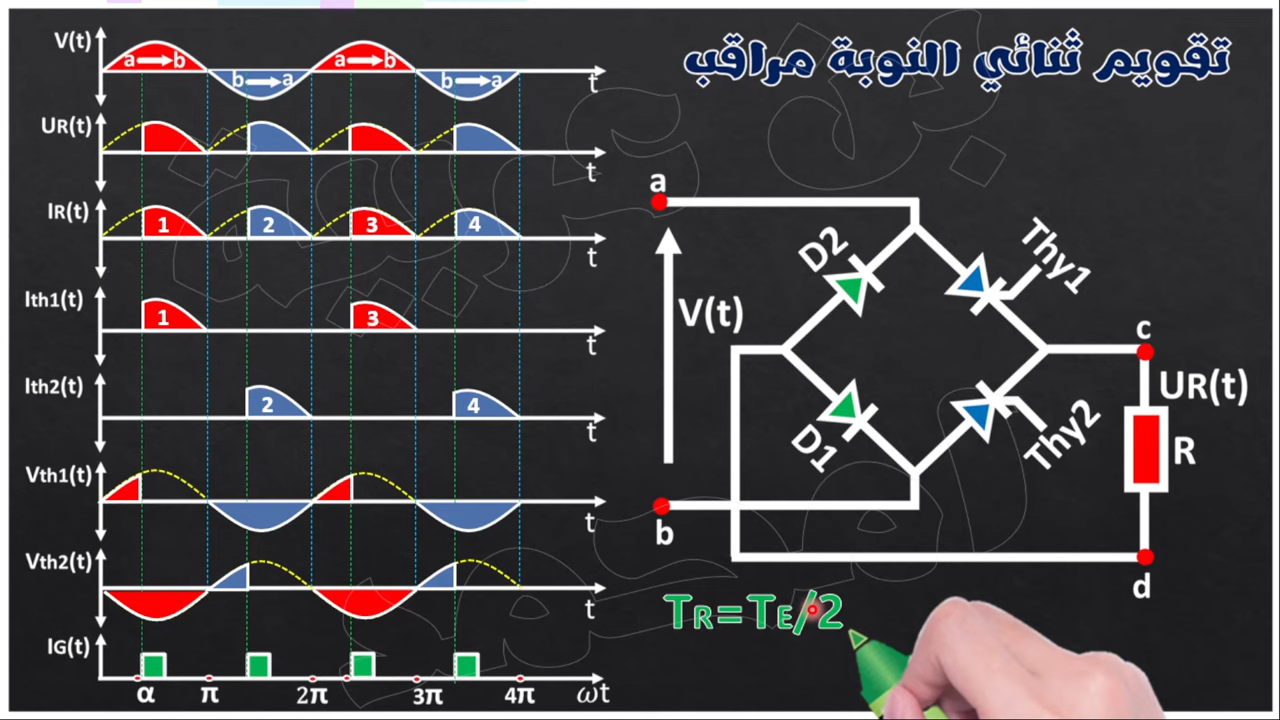 تقويم ثنائي النوبة مراقب
V(t)
a b
b a
a b
b a
t
UR(t)
t
IR(t)
1
2
3
4
t
Ith1(t)
1
3
t
Ith2(t)
2
4
t
Vth1(t)
t
Vth2(t)
t
IG(t)
α
π
2π
3π
4π
ωt
a
D2
Thy1
V(t)
c
UR(t)
R
D1
Thy2
b
d
TR=TE/2